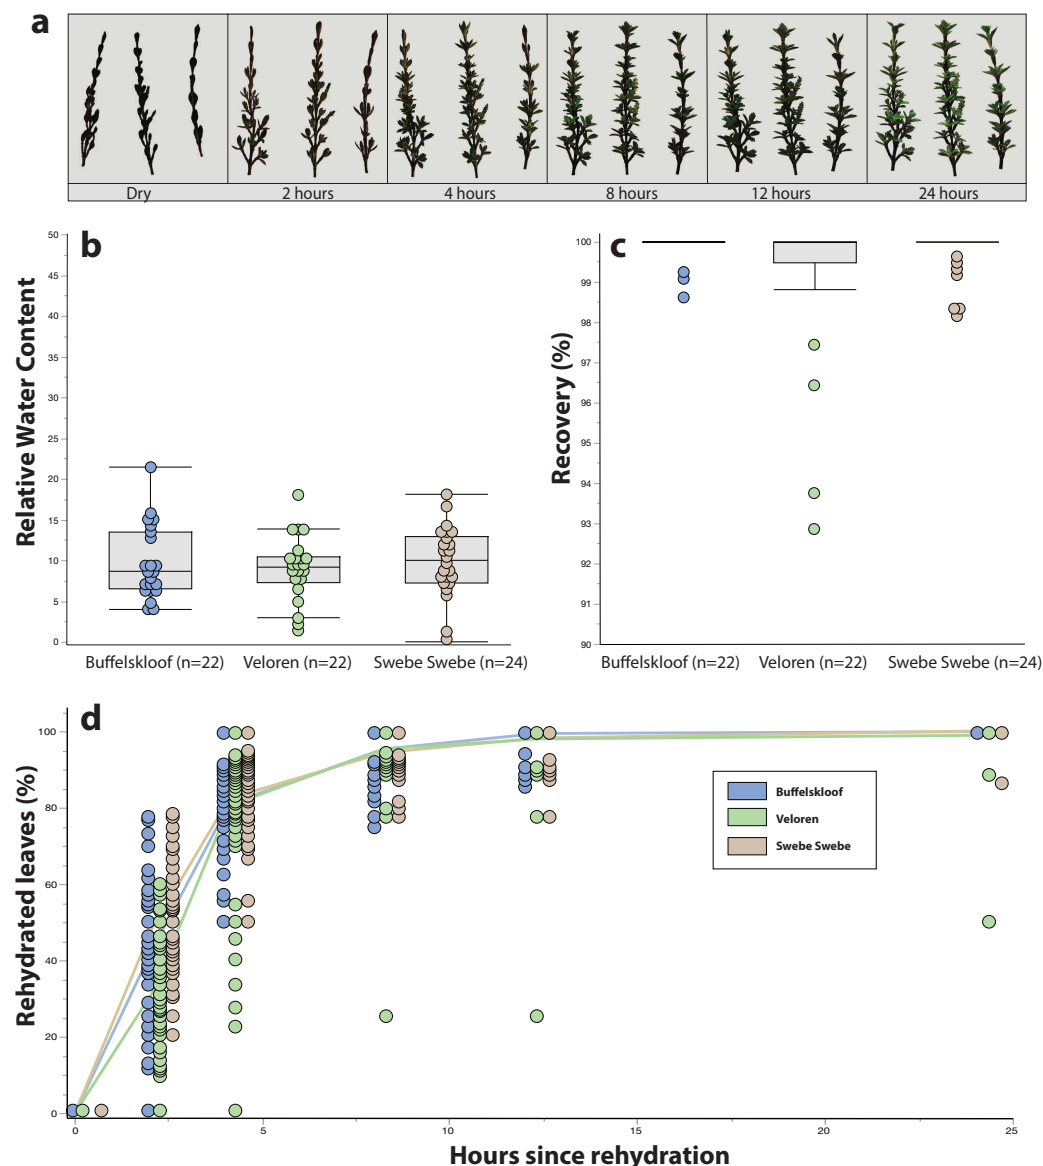 a
Dry 2 hours 4 hours 8 hours 12 hours 24 hours
b
Relative Water Content
50
45
40
35
30
25
20
15
10
5
0
Buffelskloof (n=22) Veloren (n=22) Swebe Swebe (n=24)
c
Recovery (%)
100
99
98
97
96
95
94
93
92
91
90
Buffelskloof (n=22) Veloren (n=22) Swebe Swebe (n=24)
d
Rehydrated leaves (%)
100
80
60
40
20
0
Buffelskloof
Veloren
Swebe Swebe
0 5 10 15 20 25
Hours since rehydration